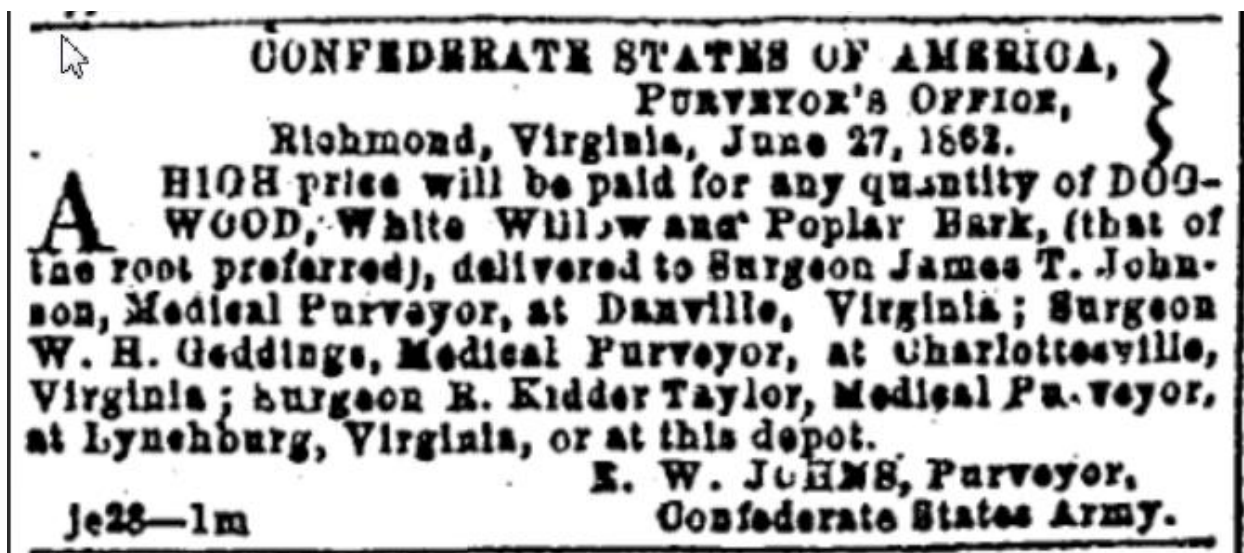 CONFEDERATE STATES OF AMERICA,
PURVEYOR'S OFFICE,
Richmond, Virginia, June 27, 1862.
A HIGH price will be paid for any quantity of DOG-
WOOD, White Willow and Poplar Bark, (that of
the root preferred), delivered to Surgeon James T. John-
son, Medical Purveyor, at Danville, Virginia; Surgeon
W. H. Geddings, Medical Purveyor, at Charlottesville,
Virginia; Surgeon R. Kidder Taylor, Medical Purveyor,
at Lynchburg, Virginia, or at this depot.
E. W. JOHNS, Purveyor,
Confederate States Army.
je28—1m